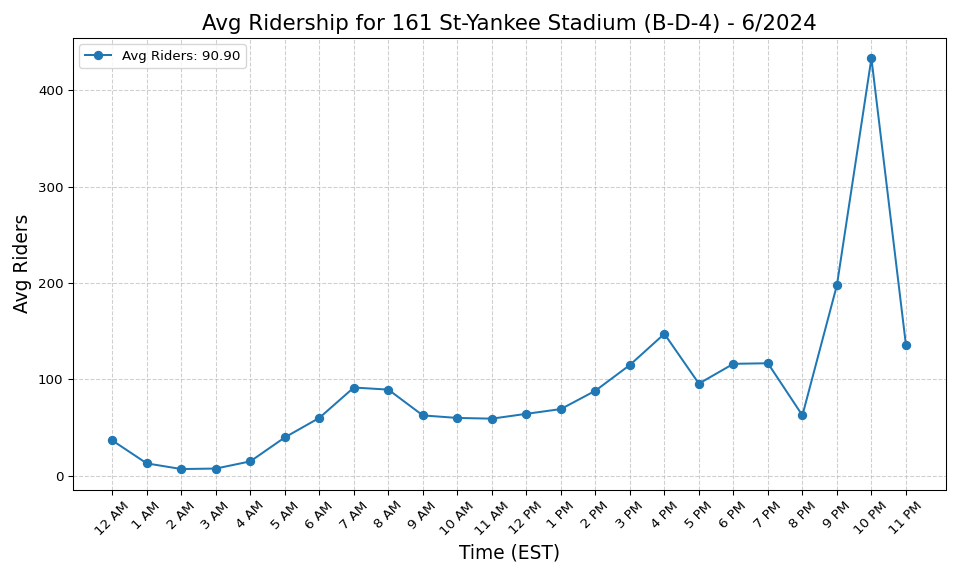 Avg Ridership for 161 St-Yankee Stadium (B-D-4) - 6/2024
Avg Riders: 90.90
Avg Riders
400
300
200
100
0
12 AM
1 AM
2 AM
3 AM
4 AM
5 AM
6 AM
7 AM
8 AM
9 AM
10 AM
11 AM
12 PM
1 PM
2 PM
3 PM
4 PM
5 PM
6 PM
7 PM
8 PM
9 PM
10 PM
11 PM
Time (EST)